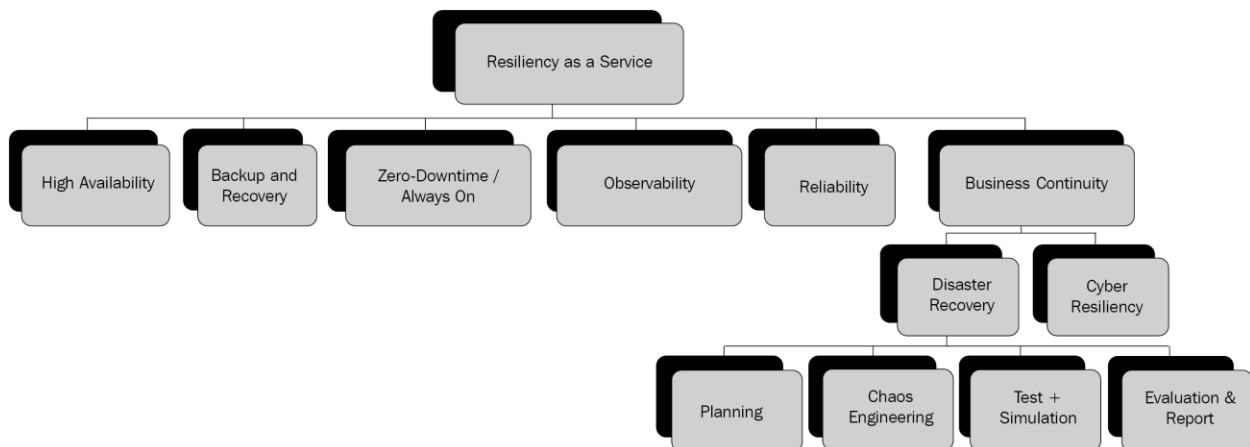 Resiliency as a Service
High Availability
Backup and
Recovery
Zero-Downtime /
Always On
Observability
Reliability
Business Continuity
Disaster
Recovery
Cyber
Resiliency
Planning
Chaos
Engineering
Test +
Simulation
Evaluation &
Report